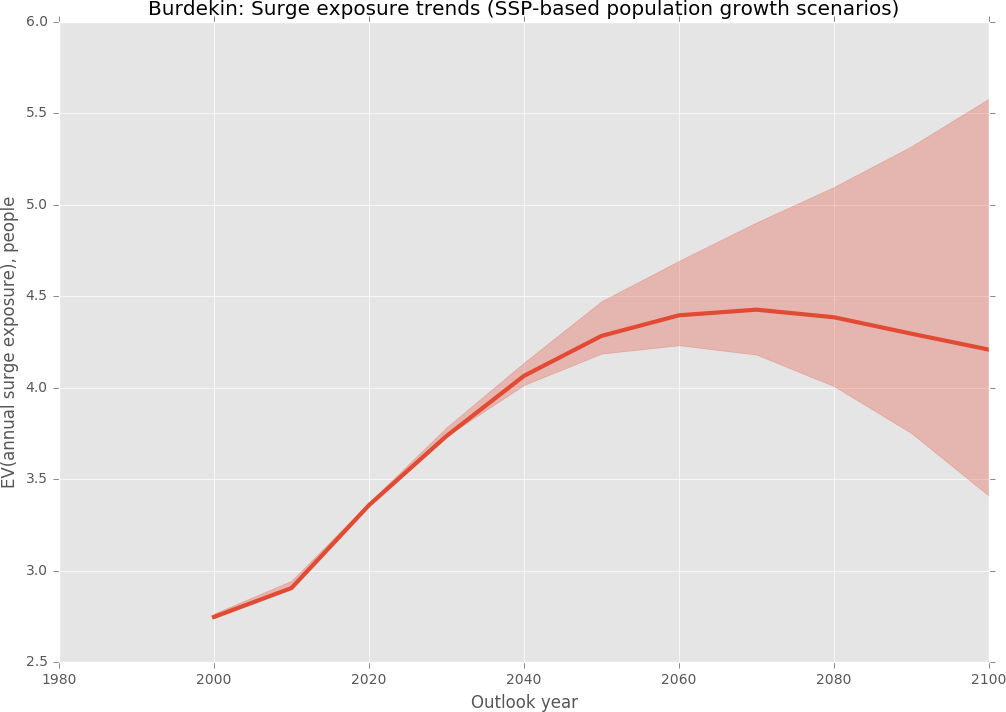 Burdekin: Surge exposure trends (SSP-based population growth scenarios)
EV(annual surge exposure), people
6.0
5.5
5.0
4.5
4.0
3.5
3.0
2.5
1980 2000 2020 2040 2060 2080 2100
Outlook year